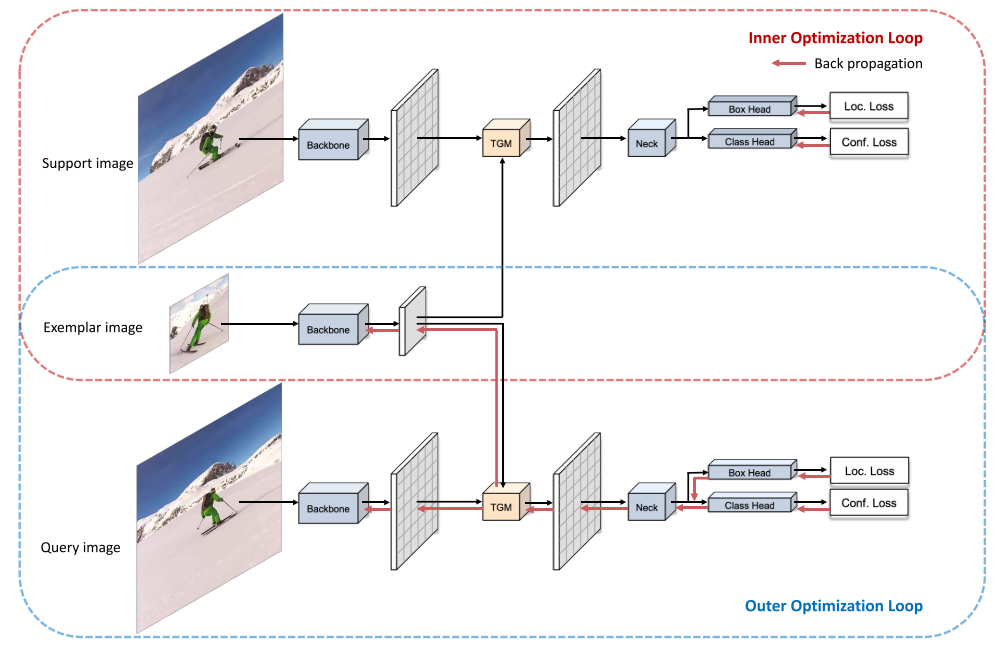 Inner Optimization Loop
Back propagation
Support image
Backbone
TGM
Neck
Box Head
Class Head
Loc. Loss
Conf. Loss
Exemplar image
Backbone
Query image
Backbone
TGM
Neck
Box Head
Class Head
Loc. Loss
Conf. Loss
Outer Optimization Loop